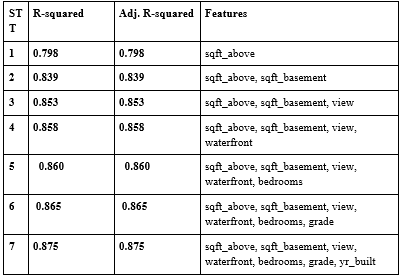 ST
T R-squared Adj. R-squared Features
1 0.798 0.798 sqft_above
2 0.839 0.839 sqft_above, sqft_basement
3 0.853 0.853 sqft_above, sqft_basement, view
4 0.858 0.858 sqft_above, sqft_basement, view,
waterfront
5 0.860 0.860 sqft_above, sqft_basement, view,
waterfront, bedrooms
6 0.865 0.865 sqft_above, sqft_basement, view,
waterfront, bedrooms, grade
7 0.875 0.875 sqft_above, sqft_basement, view,
waterfront, bedrooms, grade, yr_built